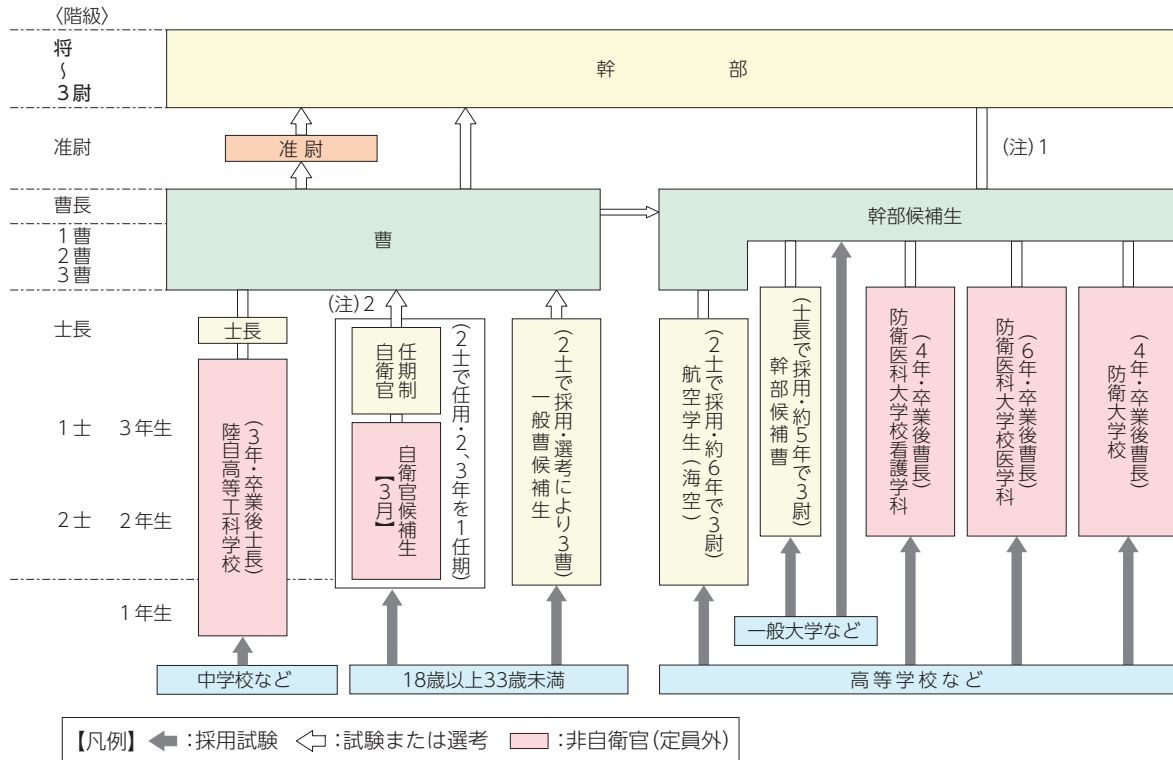 〈階級〉
将
～
3尉
幹部
准尉
准尉
(注)1
曹長
1曹
2曹
3曹
曹
幹部候補生
(注)2
士長
士長
1士 3年生
2士 2年生
1年生
陸自高等工科学校
(3年・卒業後士長)
任期制
自衛官
自衛官候補生
【3月】
(2士で任用・2、3年を1任期)
一般曹候補生
(2士で採用・選考により3曹)
航空学生(海空)
(2士で採用・約6年で3尉)
幹部候補曹
(士長で採用・約5年で3尉)
防衛医科大学校看護学科
(4年・卒業後曹長)
防衛医科大学校医学科
(6年・卒業後曹長)
防衛大学校
(4年・卒業後曹長)
一般大学など
中学校など
18歳以上33歳未満
高等学校など
【凡例】 :採用試験 :試験または選考 :非自衛官(定員外)